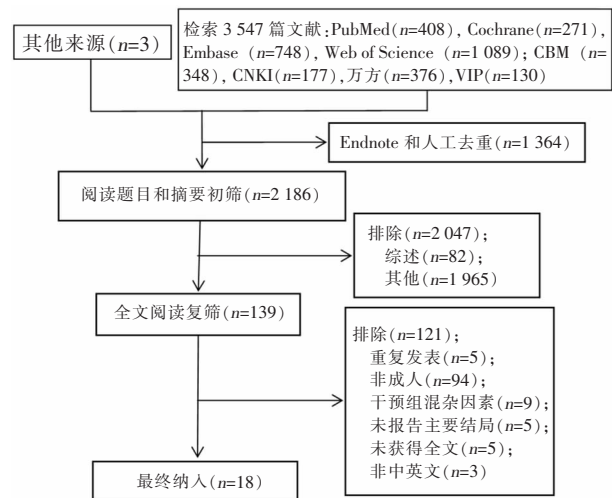 其他来源(n=3)
检索 3 547 篇文献:PubMed(n=408), Cochrane(n=271),
Embase (n=748), Web of Science(n=1 089); CBM (n=
348), CNKI(n=177),万方(n=376), VIP(n=130)
Endnote 和人工去重(n=1 364)
阅读题目和摘要初筛(n=2 186)
排除(n=2 047);
综述(n=82);
其他(n=1 965)
全文阅读复筛(n=139)
排除(n=121);
重复发表(n=5);
非成人(n=94);
干预组混杂因素(n=9);
未报告主要结局(n=5);
未获得全文(n=5);
非中英文(n=3)
最终纳入(n=18)